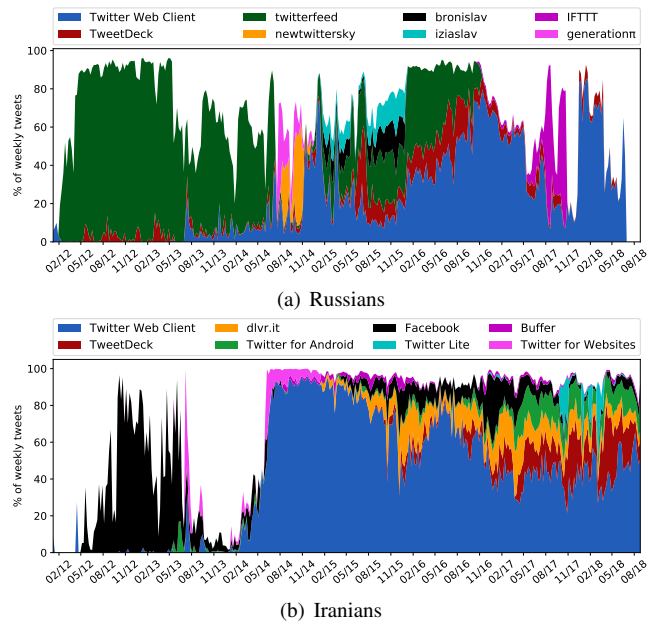 Twitter Web Client twitterfeed bronislav IFTTT
TweetDeck newtwittersky iziaslav generationπ
% of weekly tweets
100
80
60
40
20
0
02/12 05/12 08/12 11/12 02/13 05/13 08/13 11/13 02/14 05/14 08/14 11/14 02/15 05/15 08/15 11/15 02/16 05/16 08/16 11/16 02/17 05/17 08/17 11/17 02/18 05/18 08/18
(a) Russians
Twitter Web Client dlvr.it Facebook Buffer
TweetDeck Twitter for Android Twitter Lite Twitter for Websites
% of weekly tweets
100
80
60
40
20
0
02/12 05/12 08/12 11/12 02/13 05/13 08/13 11/13 02/14 05/14 08/14 11/14 02/15 05/15 08/15 11/15 02/16 05/16 08/16 11/16 02/17 05/17 08/17 11/17 02/18 05/18 08/18
(b) Iranians